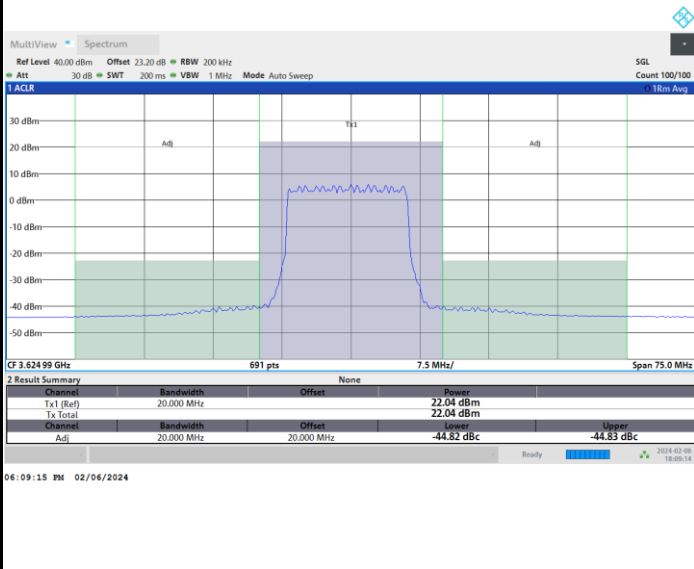 MultiView Spectrum
Ref Level 40.00 dBm Offset 23.20 dB RBW 200 kHz SGL
Att 30 dB SWT 200 ms VBW 1 MHz Mode Auto Sweep Count 100/100
1 ACLR 1Rm Avg
30 dBm
Tx1
20 dBm Adj Adj
10 dBm
0 dBm
-10 dBm
-20 dBm
-30 dBm
-40 dBm
-50 dBm
CF 3.624 99 GHz 691 pts 7.5 MHz/ Span 75.0 MHz
2 Result Summary None
Channel Bandwidth Offset Power
Tx1 (Ref) 20.000 MHz 22.04 dBm
Tx Total 22.04 dBm
Channel Bandwidth Offset Lower Upper
Adj 20.000 MHz 20.000 MHz -44.82 dBc -44.83 dBc
Ready 2024-02-06
18:09:14
06:09:15 PM 02/06/2024